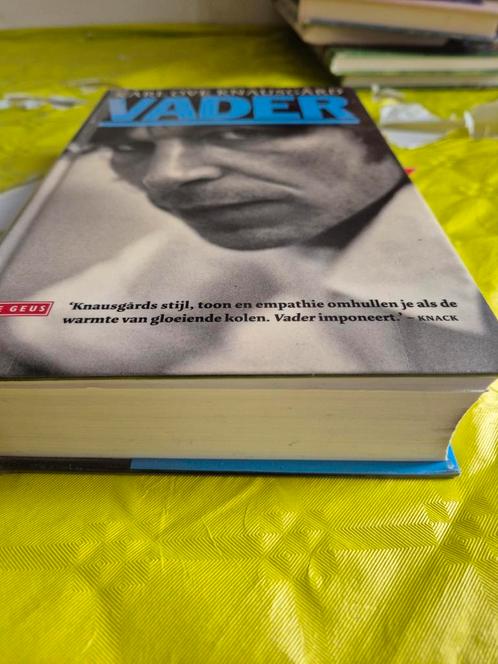 KARL OVE KNAUSGÅRD
VADER
'Knausgårds stijl, toon en empathie omhullen je als de
warmte van gloeiende kolen. Vader imponeert.' – KNACK
E GEUS